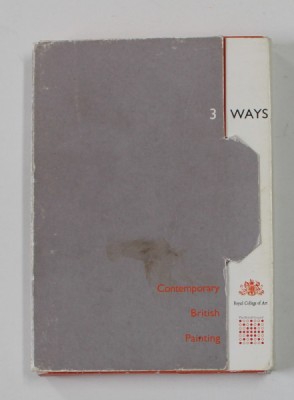 3 WAYS
Contemporary
British
Painting
Royal College of Art